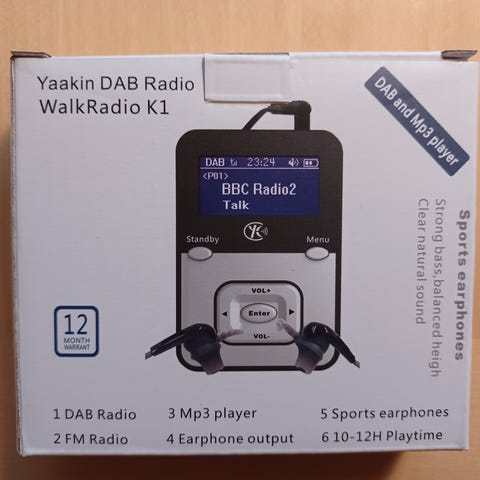 Yaakin DAB Radio
WalkRadio K1
DAB and Mp3 player
DAB 23:24
<P01>
BBC Radio2
Talk
YK
Standby
Menu
VOL+
Enter
VOL-
Sports earphones
Strong bass,balanced heigh
Clear natural sound
12
MONTH
WARRANT
1 DAB Radio
2 FM Radio
3 Mp3 player
4 Earphone output
5 Sports earphones
6 10-12H Playtime